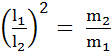 (l₁/l₂)² = m₂/m₁